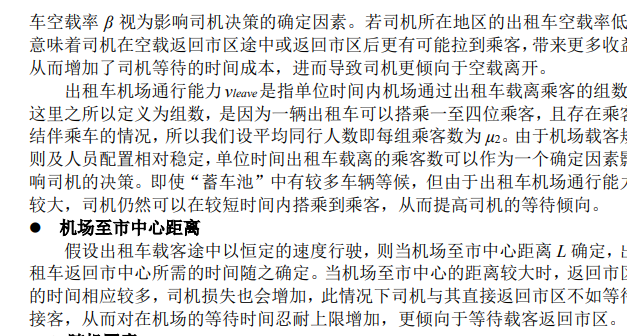 车空载率 β 视为影响司机决策的确定因素。若司机所在地区的出租车空载率低
意味着司机在空载返回市区途中或返回市区后更有可能拉到乘客，带来更多收益
从而增加了司机等待的时间成本，进而导致司机更倾向于空载离开。
出租车机场通行能力 vleave 是指单位时间内机场通过出租车载离乘客的组数
这里之所以定义为组数，是因为一辆出租车可以搭乘一至四位乘客，且存在乘客
结伴乘车的情况，所以我们设平均同行人数即每组乘客数为 μ2。由于机场载客规
则及人员配置相对稳定，单位时间出租车载离的乘客数可以作为一个确定因素影
响司机的决策。即使“蓄车池”中有较多车辆等候，但由于出租车机场通行能力
较大，司机仍然可以在较短时间内搭乘到乘客，从而提高司机的等待倾向。
● 机场至市中心距离
假设出租车载客途中以恒定的速度行驶，则当机场至市中心距离 L 确定，出
租车返回市中心所需的时间随之确定。当机场至市中心的距离较大时，返回市区
的时间相应较多，司机损失也会增加，此情况下司机与其直接返回市区不如等待
接客，从而对在机场的等待时间忍耐上限增加，更倾向于等待载客返回市区。